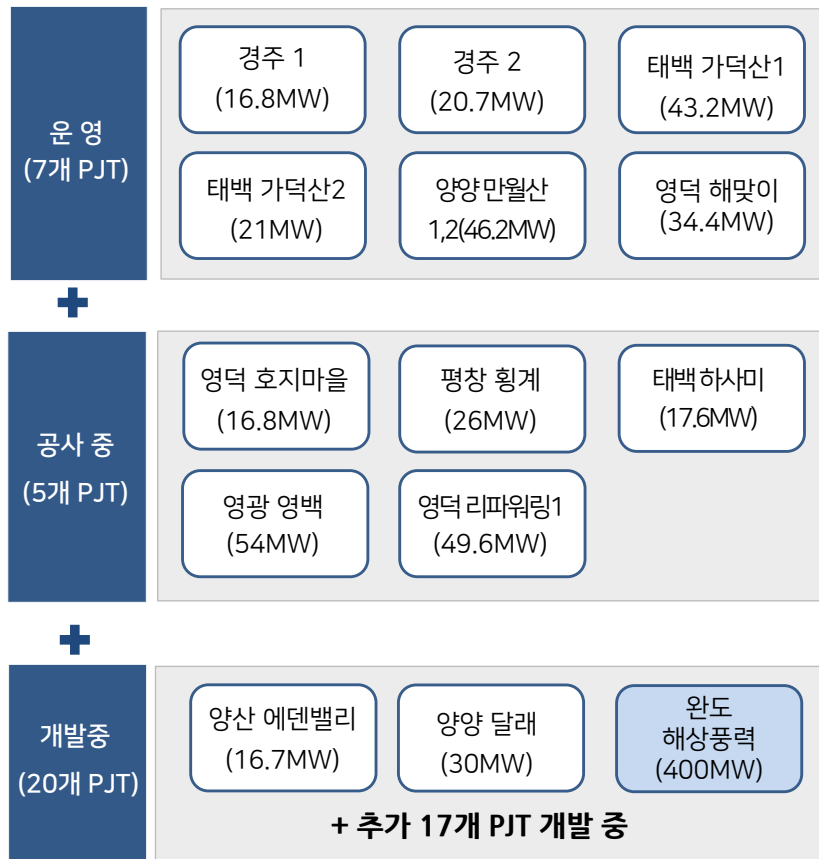 운 영
(7개 PJT)
경주 1
(16.8MW)
경주 2
(20.7MW)
태백 가덕산1
(43.2MW)
태백 가덕산2
(21MW)
양양 만월산
1,2(46.2MW)
영덕 해맞이
(34.4MW)
공사 중
(5개 PJT)
영덕 호지마을
(16.8MW)
평창 횡계
(26MW)
태백 하사미
(17.6MW)
영광 영백
(54MW)
영덕 리파워링1
(49.6MW)
개발중
(20개 PJT)
양산 에덴밸리
(16.7MW)
양양 달래
(30MW)
완도
해상풍력
(400MW)
+ 추가 17개 PJT 개발 중